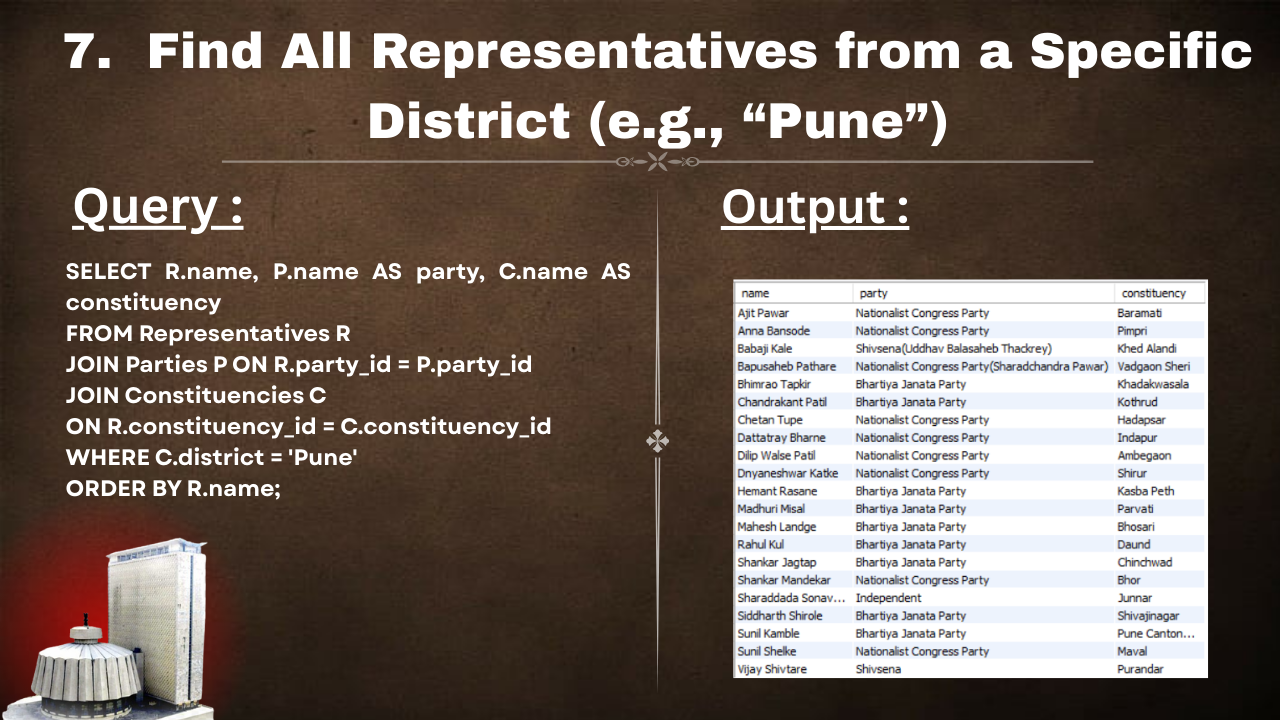 7. Find All Representatives from a Specific
District (e.g., “Pune”)
Query :
SELECT R.name, P.name AS party, C.name AS
constituency
FROM Representatives R
JOIN Parties P ON R.party_id = P.party_id
JOIN Constituencies C
ON R.constituency_id = C.constituency_id
WHERE C.district = 'Pune'
ORDER BY R.name;
Output :
name party constituency
Ajit Pawar Nationalist Congress Party Baramati
Anna Bansode Nationalist Congress Party Pimpri
Babaji Kale Shivsena(Uddhav Balasaheb Thackrey) Khed Alandi
Bapusaheb Pathare Nationalist Congress Party(Sharadchandra Pawar) Vadgaon Sheri
Bhimrao Tapkir Bhartiya Janata Party Khadakwasala
Chandrakant Patil Bhartiya Janata Party Kothrud
Chetan Tupe Nationalist Congress Party Hadapsar
Dattatray Bharne Nationalist Congress Party Indapur
Dilip Walse Patil Nationalist Congress Party Ambegaon
Dnyaneshwar Katke Nationalist Congress Party Shirur
Hemant Rasane Bhartiya Janata Party Kasba Peth
Madhuri Misal Bhartiya Janata Party Parvati
Mahesh Landge Bhartiya Janata Party Bhosari
Rahul Kul Bhartiya Janata Party Daund
Shankar Jagtap Bhartiya Janata Party Chinchwad
Shankar Mandekar Nationalist Congress Party Bhor
Sharaddada Sonav... Independent Junnar
Siddharth Shirole Bhartiya Janata Party Shivajinagar
Sunil Kamble Bhartiya Janata Party Pune Canton...
Sunil Shelke Nationalist Congress Party Maval
Vijay Shivtare Shivsena Purandar